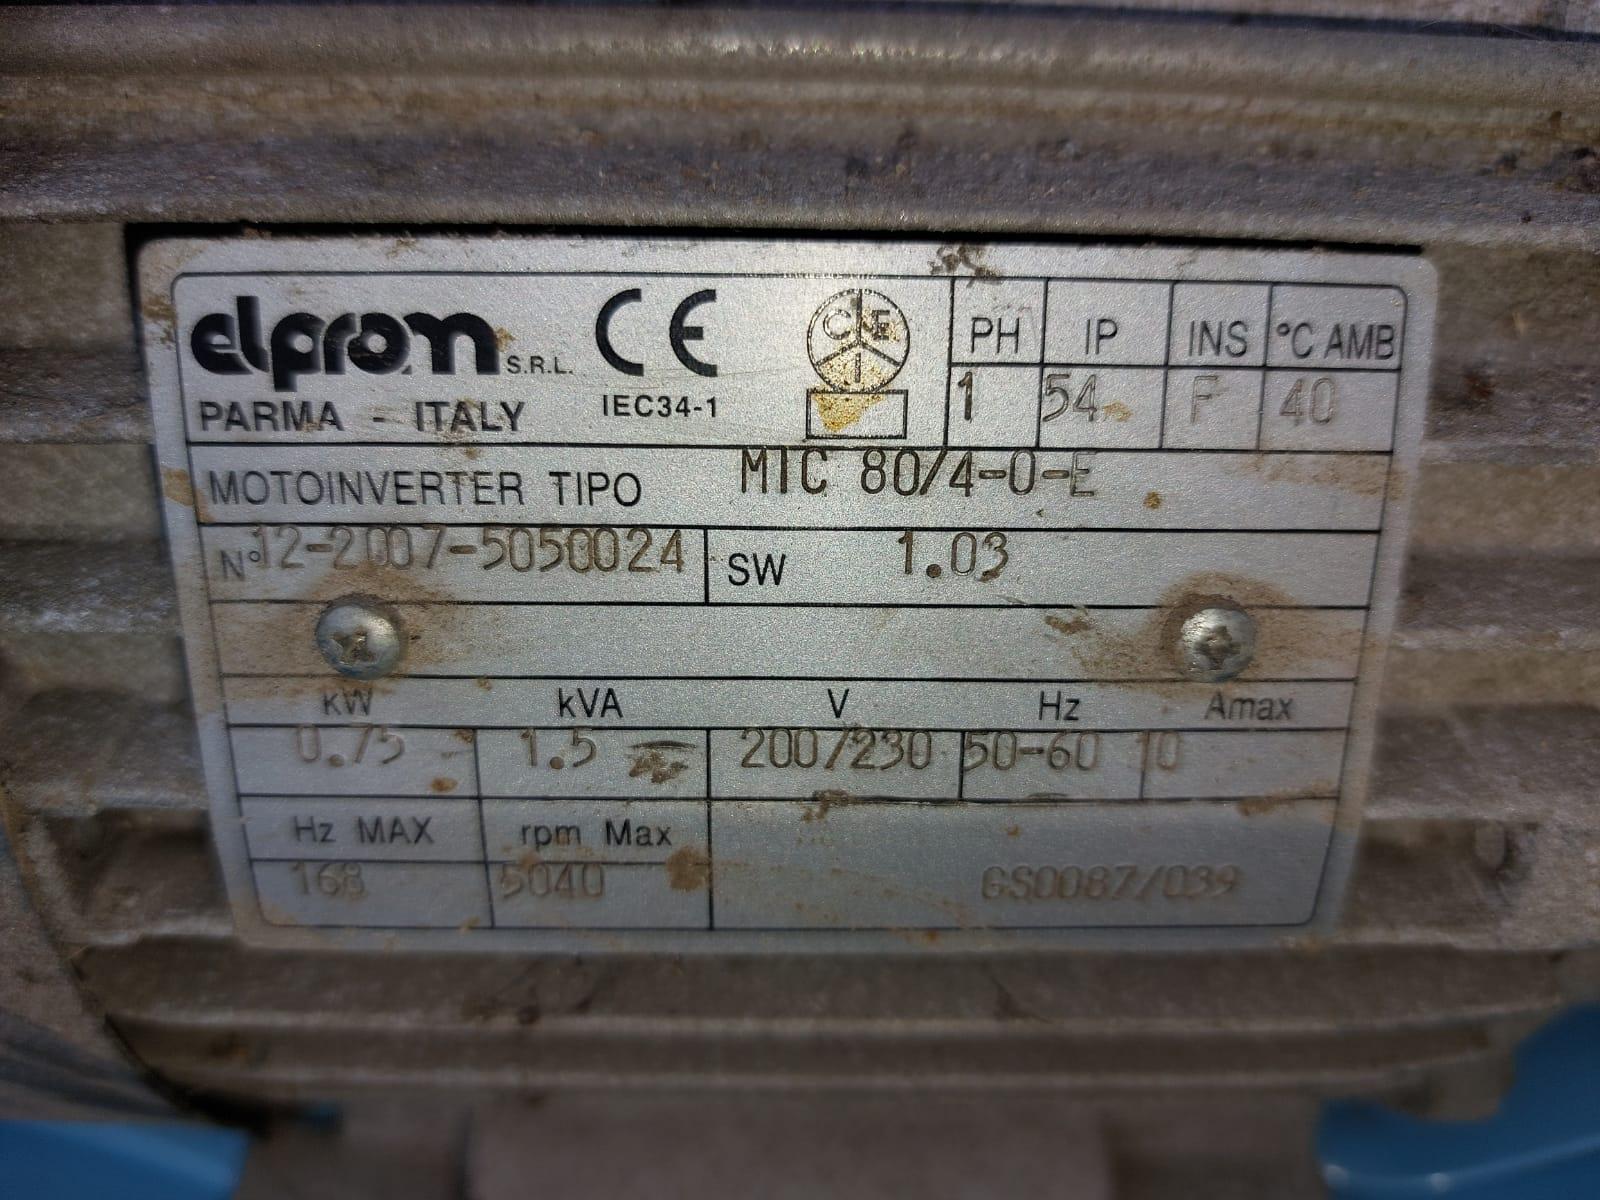 elprom S.R.L. CE
PARMA - ITALY IEC34-1
C E I
PH IP INS °C AMB
1 54 F 40
MOTOINVERTER TIPO MIC 80/4-0-E
N° 12-2007-5050024 SW 1.03
kW kVA V Hz Amax
0.75 1.5 200/230 50-60 10
Hz MAX rpm Max
168 5040 GS0087/039